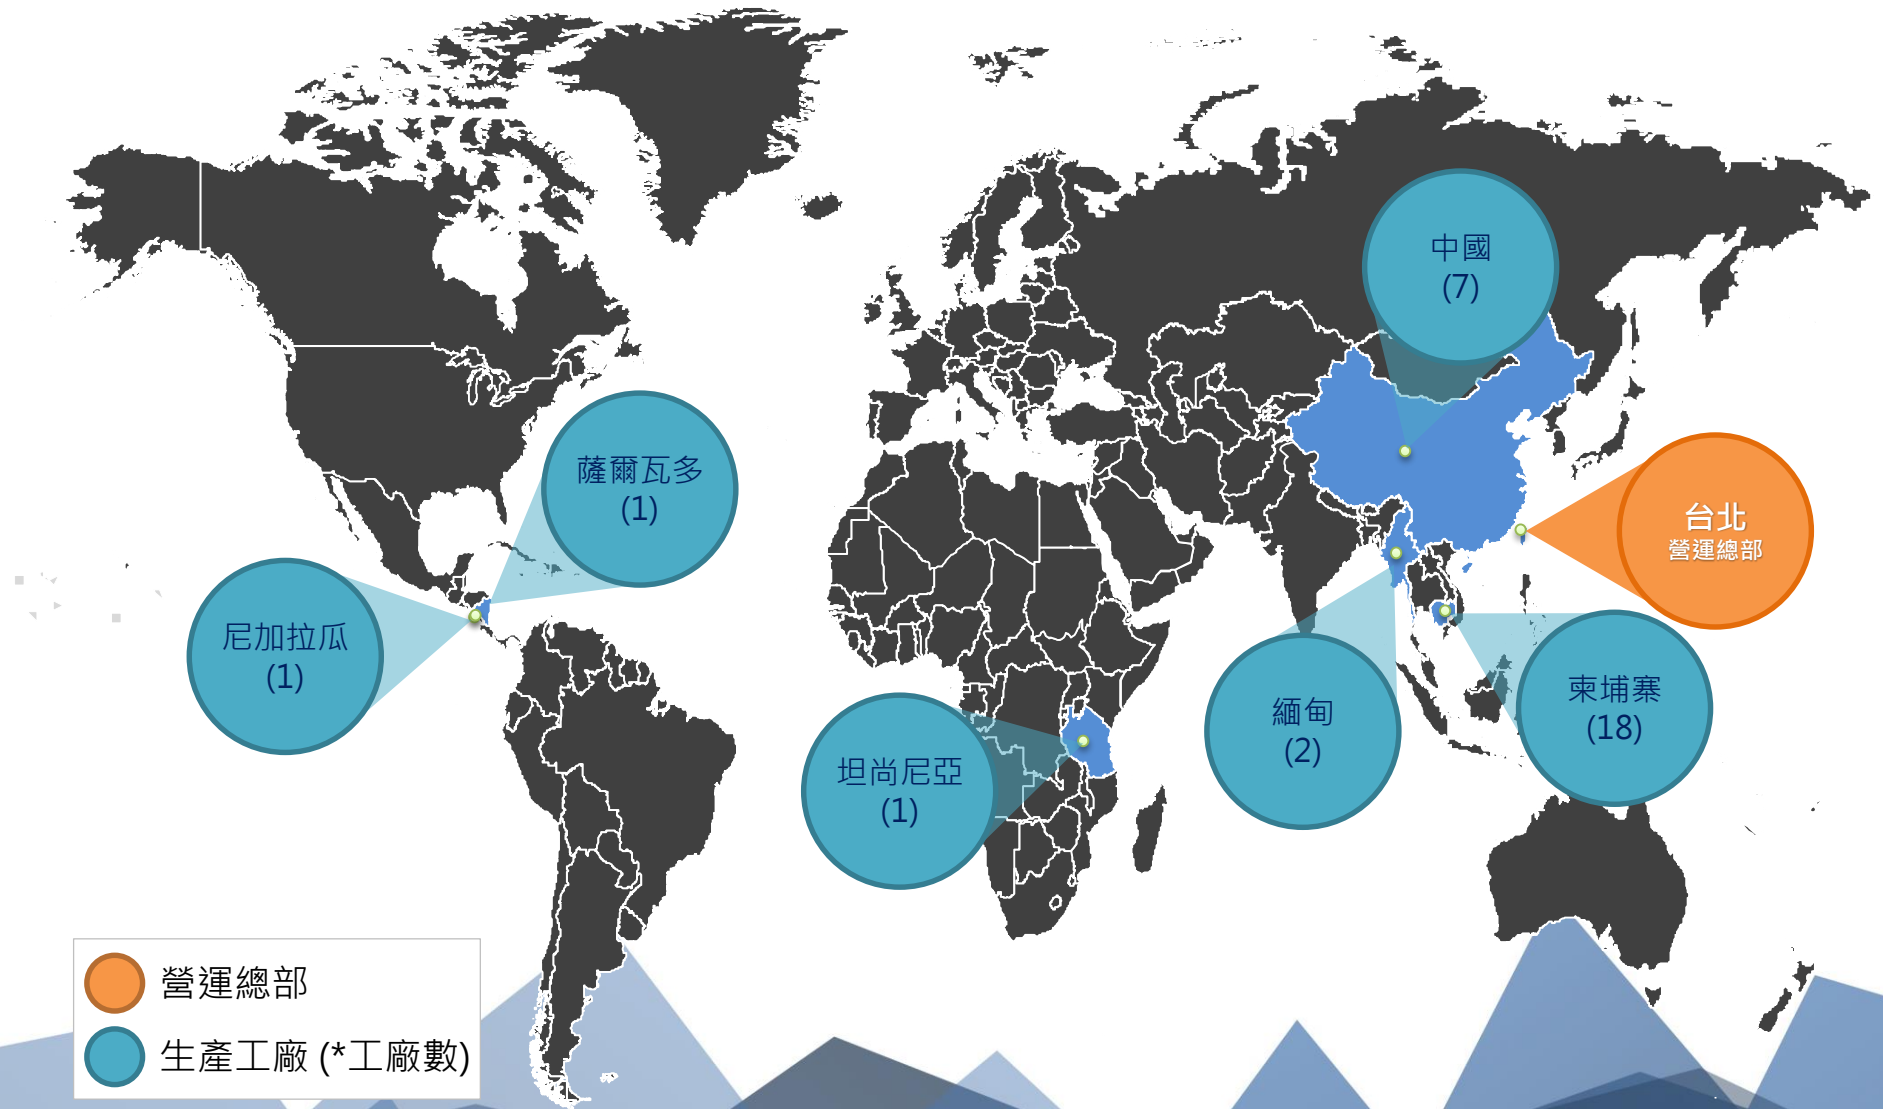 中國
(7)
薩爾瓦多
(1)
台北
營運總部
尼加拉瓜
(1)
柬埔寨
(18)
緬甸
(2)
坦尚尼亞
(1)
營運總部
生產工廠 (*工廠數)